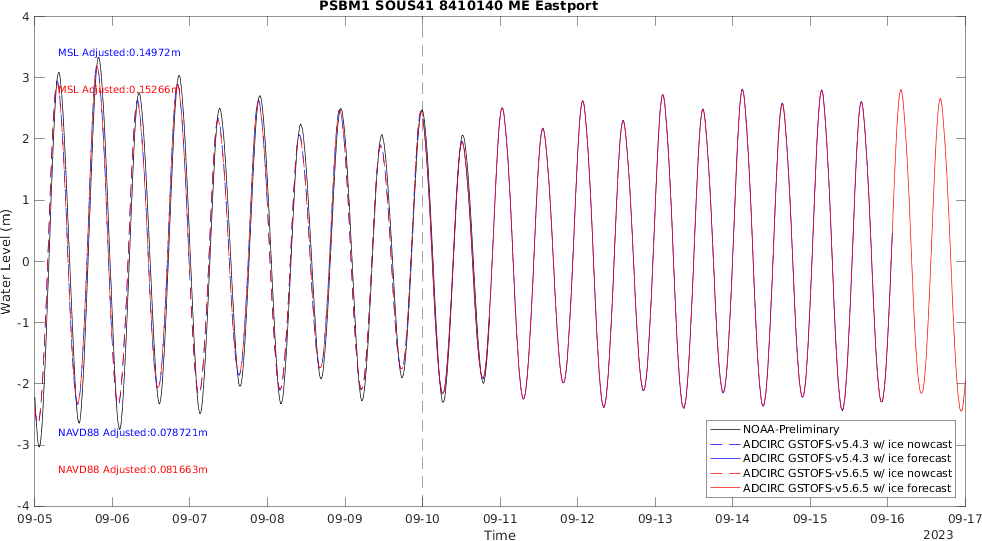 PSBM1 SOUS41 8410140 ME Eastport
4
MSL Adjusted:0.14972m
3
MSL Adjusted:0.15266m
2
1
Water Level (m)
0
-1
-2
NAVD88 Adjusted:0.078721m
-3
NAVD88 Adjusted:0.081663m
-4
NOAA-Preliminary
ADCIRC GSTOFS-v5.4.3 w/ ice nowcast
ADCIRC GSTOFS-v5.4.3 w/ ice forecast
ADCIRC GSTOFS-v5.6.5 w/ ice nowcast
ADCIRC GSTOFS-v5.6.5 w/ ice forecast
09-05 09-06 09-07 09-08 09-09 09-10 09-11 09-12 09-13 09-14 09-15 09-16 09-17
Time
2023